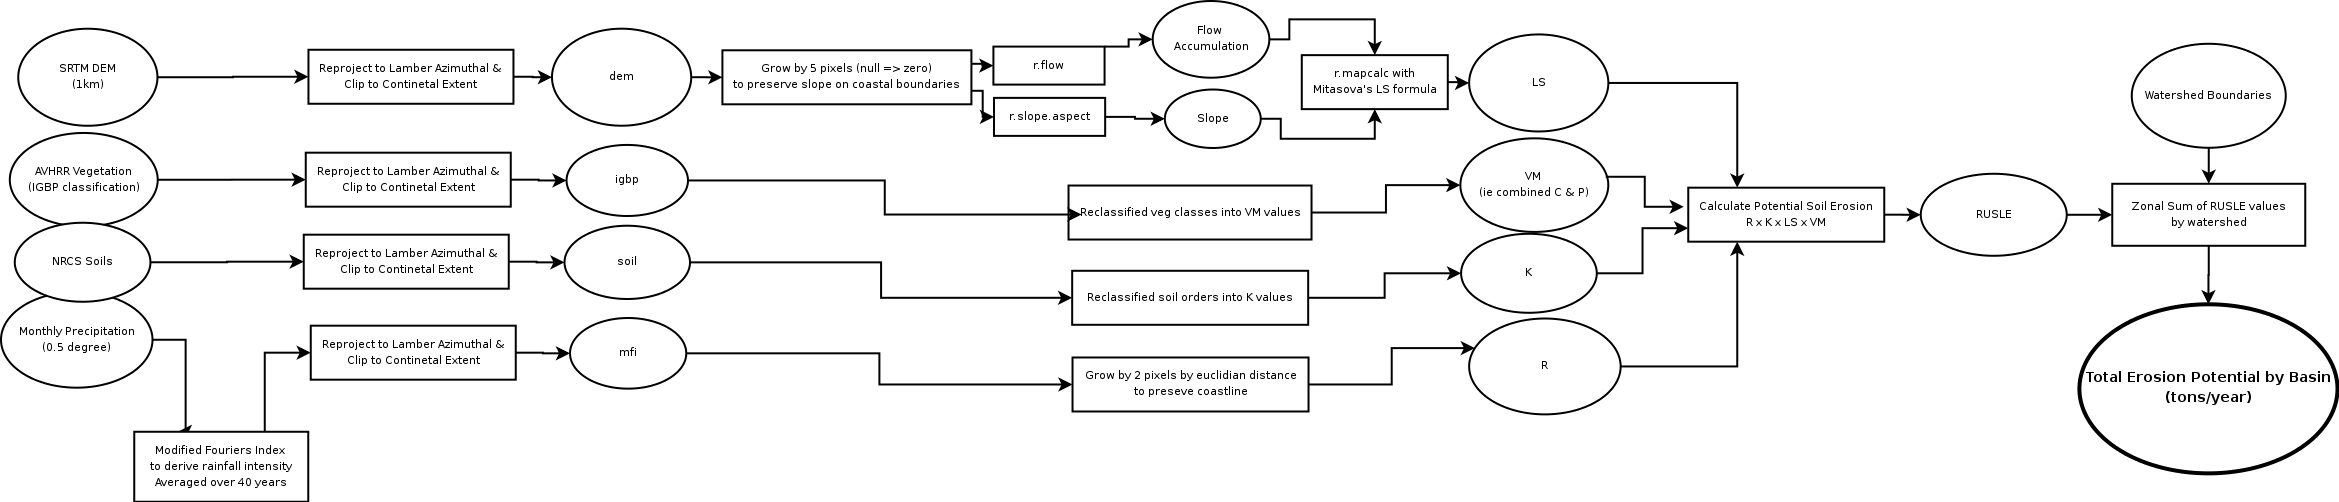 SRTM DEM
(1km)
Reproject to Lamber Azimuthal &
Clip to Continetal Extent
dem
Grow by 5 pixels (null => zero)
to preserve slope on coastal boundaries
r.flow
r.slope.aspect
Flow
Accumulation
Slope
r.mapcalc with
Mitasova's LS formula
LS
AVHRR Vegetation
(IGBP classification)
Reproject to Lamber Azimuthal &
Clip to Continetal Extent
igbp
Reclassified veg classes into VM values
VM
(ie combined C & P)
NRCS Soils
Reproject to Lamber Azimuthal &
Clip to Continetal Extent
soil
Reclassified soil orders into K values
K
Monthly Precipitation
(0.5 degree)
Modified Fouriers Index
to derive rainfall intensity
Averaged over 40 years
Reproject to Lamber Azimuthal &
Clip to Continetal Extent
mfi
Grow by 2 pixels by euclidian distance
to preseve coastline
R
Calculate Potential Soil Erosion
R x K x LS x VM
RUSLE
Watershed Boundaries
Zonal Sum of RUSLE values
by watershed
Total Erosion Potential by Basin
(tons/year)